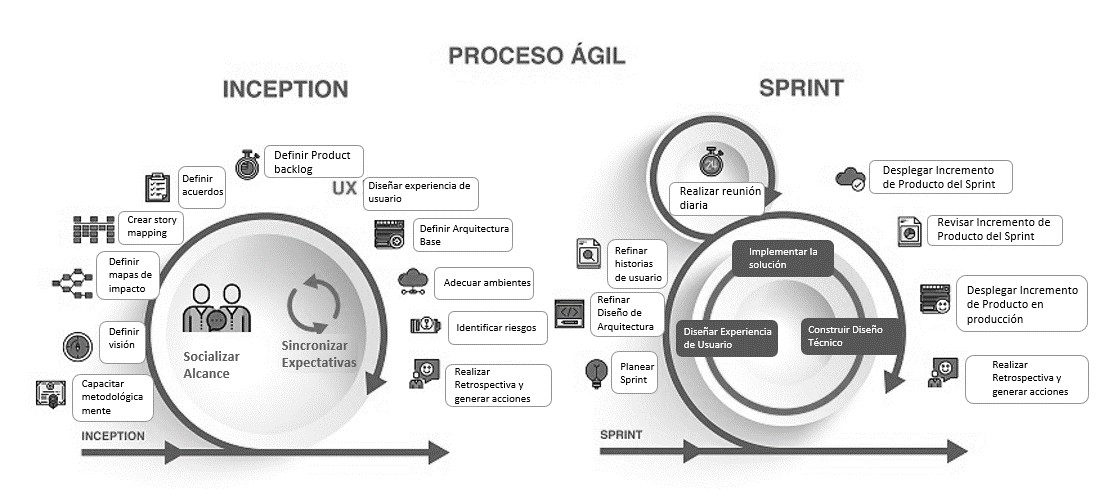 PROCESO ÁGIL
INCEPTION
Definir Product
backlog
Definir
acuerdos
UX
Diseñar experiencia de
usuario
Crear story
mapping
Definir Arquitectura
Base
Definir
mapas de
impacto
Adecuar ambientes
Definir
visión
Identificar riesgos
Capacitar
metodológica
mente
Realizar
Retrospectiva y
generar acciones
Socializar
Alcance
Sincronizar
Expectativas
INCEPTION
SPRINT
24
Realizar reunión
diaria
Desplegar Incremento
de Producto del Sprint
Refinar
historias
de usuario
Revisar Incremento de
Producto del Sprint
Implementar la
solución
Refinar
Diseño de
Arquitectura
Desplegar Incremento
de Producto en
producción
Diseñar Experiencia
de Usuario
Construir Diseño
Técnico
Planear
Sprint
Realizar
Retrospectiva y
generar acciones
SPRINT